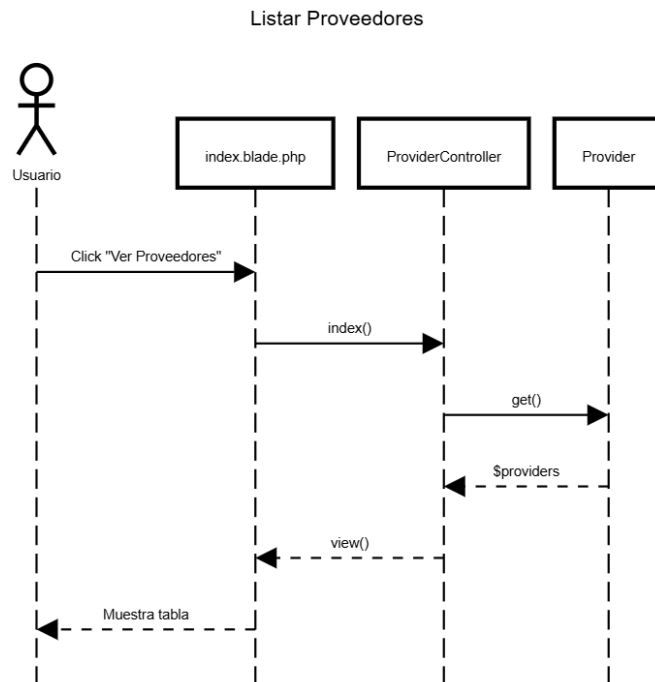 Listar Proveedores
Usuario
index.blade.php
ProviderController
Provider
Click "Ver Proveedores"
index()
get()
$providers
view()
Muestra tabla